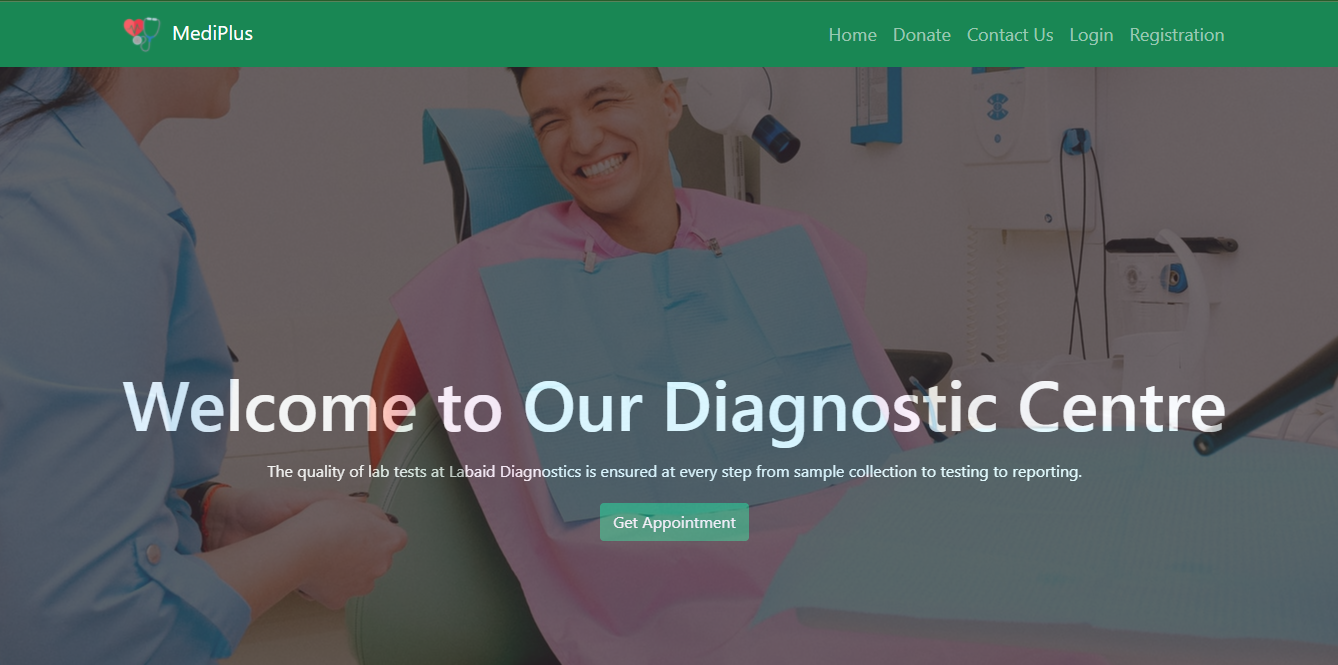 MediPlus
Home Donate Contact Us Login Registration
Welcome to Our Diagnostic Centre
The quality of lab tests at Labaid Diagnostics is ensured at every step from sample collection to testing to reporting.
Get Appointment